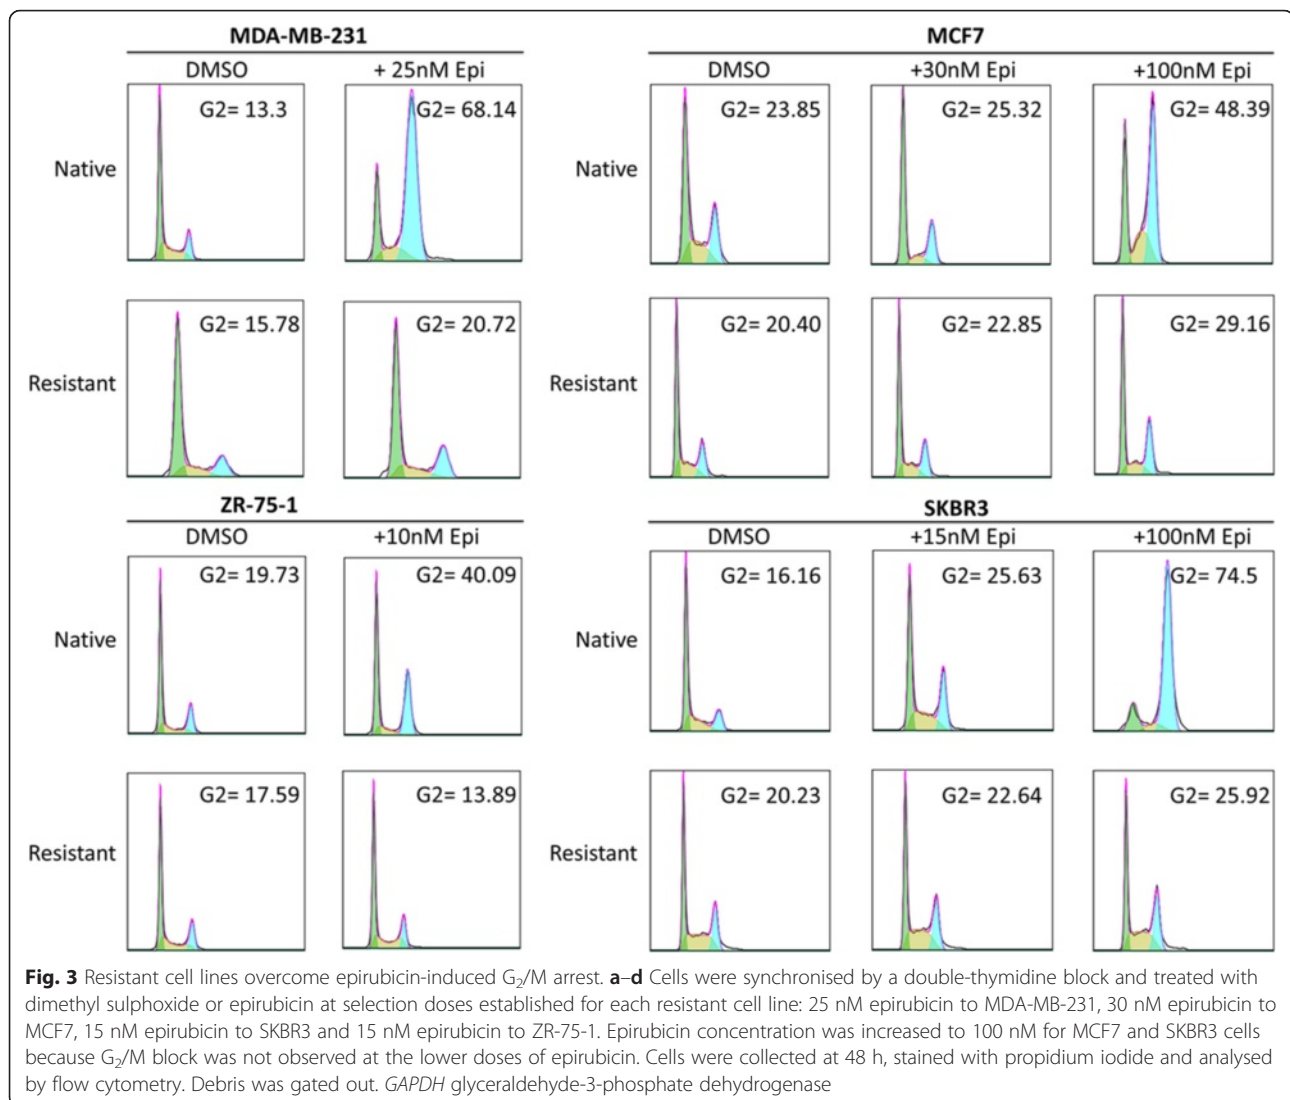 MDA-MB-231
DMSO
+ 25nM Epi
Native
G2= 13.3
G2= 68.14
Resistant
G2= 15.78
G2= 20.72
MCF7
DMSO
+30nM Epi
+100nM Epi
Native
G2= 23.85
G2= 25.32
G2= 48.39
Resistant
G2= 20.40
G2= 22.85
G2= 29.16
ZR-75-1
DMSO
+10nM Epi
Native
G2= 19.73
G2= 40.09
Resistant
G2= 17.59
G2= 13.89
SKBR3
DMSO
+15nM Epi
+100nM Epi
Native
G2= 16.16
G2= 25.63
G2= 74.5
Resistant
G2= 20.23
G2= 22.64
G2= 25.92
Fig. 3 Resistant cell lines overcome epirubicin-induced G₂/M arrest. a–d Cells were synchronised by a double-thymidine block and treated with
dimethyl sulphoxide or epirubicin at selection doses established for each resistant cell line: 25 nM epirubicin to MDA-MB-231, 30 nM epirubicin to
MCF7, 15 nM epirubicin to SKBR3 and 15 nM epirubicin to ZR-75-1. Epirubicin concentration was increased to 100 nM for MCF7 and SKBR3 cells
because G₂/M block was not observed at the lower doses of epirubicin. Cells were collected at 48 h, stained with propidium iodide and analysed
by flow cytometry. Debris was gated out. GAPDH glyceraldehyde-3-phosphate dehydrogenase